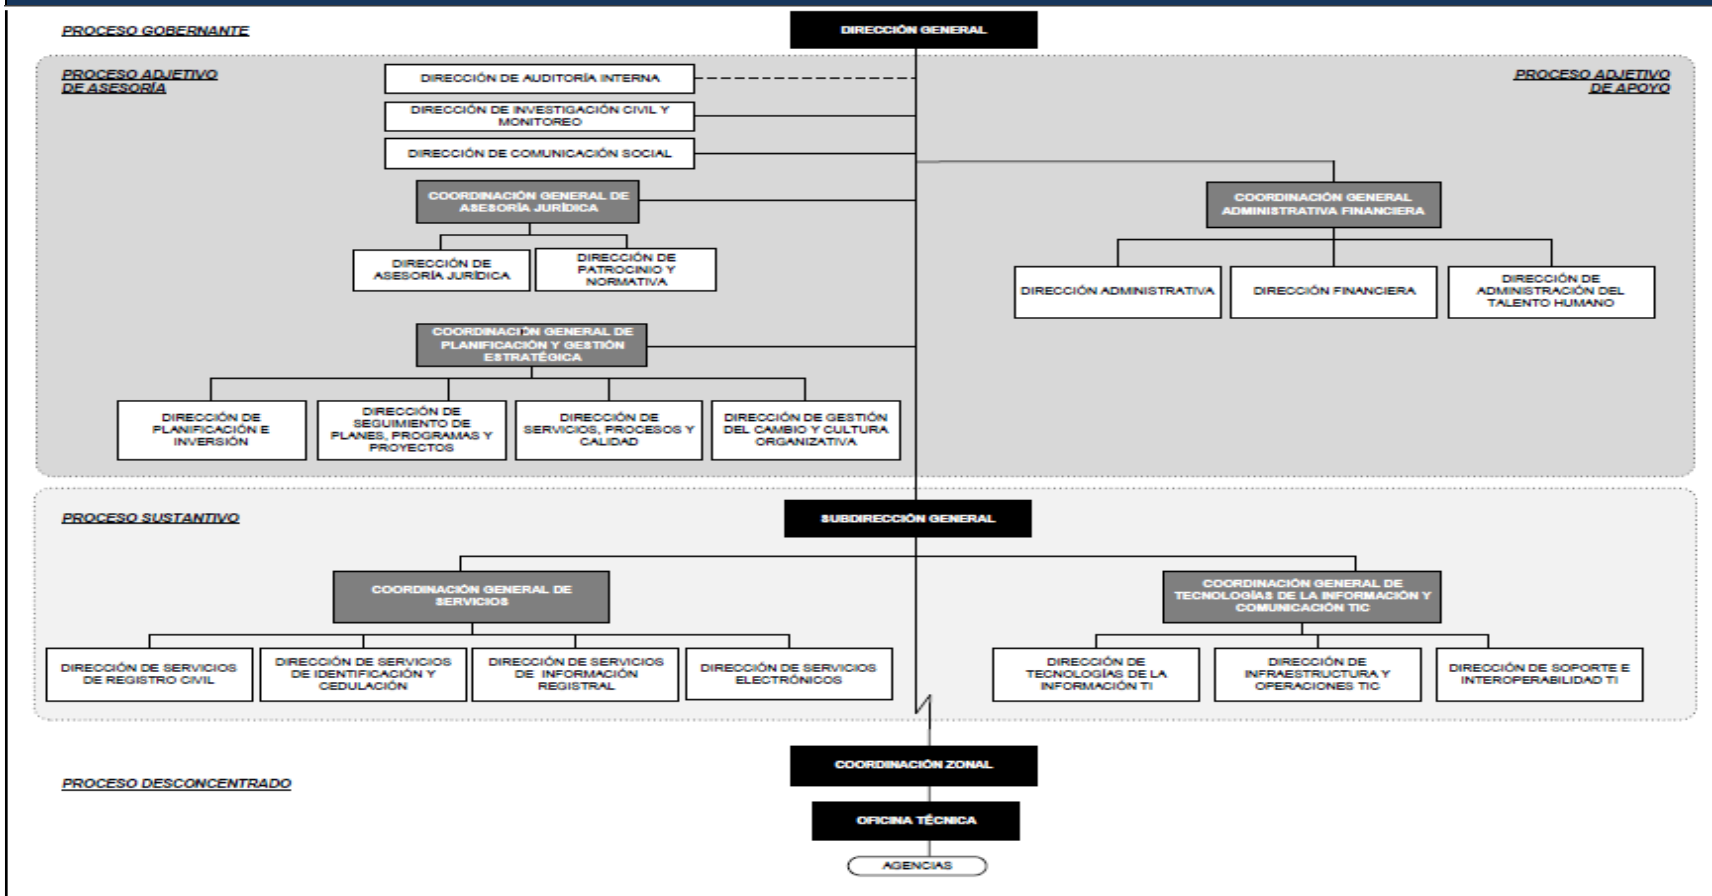 PROCESO GOBERNANTE
DIRECCIÓN GENERAL
PROCESO ADJETIVO
DE ASESORÍA
PROCESO ADJETIVO
DE APOYO
DIRECCIÓN DE AUDITORÍA INTERNA
DIRECCIÓN DE INVESTIGACIÓN CIVIL Y
MONITOREO
DIRECCIÓN DE COMUNICACIÓN SOCIAL
COORDINACIÓN GENERAL DE
ASESORÍA JURÍDICA
COORDINACIÓN GENERAL
ADMINISTRATIVA FINANCIERA
DIRECCIÓN DE
ASESORÍA JURÍDICA
DIRECCIÓN DE
PATROCINIO Y
NORMATIVA
DIRECCIÓN ADMINISTRATIVA
DIRECCIÓN FINANCIERA
DIRECCIÓN DE
ADMINISTRACIÓN DEL
TALENTO HUMANO
COORDINACIÓN GENERAL DE
PLANIFICACIÓN Y GESTIÓN
ESTRATÉGICA
DIRECCIÓN DE
PLANIFICACIÓN E
INVERSIÓN
DIRECCIÓN DE
SEGUIMIENTO DE
PLANES, PROGRAMAS Y
PROYECTOS
DIRECCIÓN DE
SERVICIOS, PROCESOS Y
CALIDAD
DIRECCIÓN DE GESTIÓN
DEL CAMBIO Y CULTURA
ORGANIZATIVA
PROCESO SUSTANTIVO
SUBDIRECCIÓN GENERAL
COORDINACIÓN GENERAL DE
SERVICIOS
COORDINACIÓN GENERAL DE
TECNOLOGÍAS DE LA INFORMACIÓN Y
COMUNICACIÓN TIC
DIRECCIÓN DE SERVICIOS
DE REGISTRO CIVIL
DIRECCIÓN DE SERVICIOS
DE IDENTIFICACIÓN Y
CEDULACIÓN
DIRECCIÓN DE SERVICIOS
DE INFORMACIÓN
REGISTRAL
DIRECCIÓN DE SERVICIOS
ELECTRÓNICOS
DIRECCIÓN DE
TECNOLOGÍAS DE LA
INFORMACIÓN TI
DIRECCIÓN DE
INFRAESTRUCTURA Y
OPERACIONES TIC
DIRECCIÓN DE SOPORTE E
INTEROPERABILIDAD TI
COORDINACIÓN ZONAL
PROCESO DESCONCENTRADO
OFICINA TÉCNICA
AGENCIAS